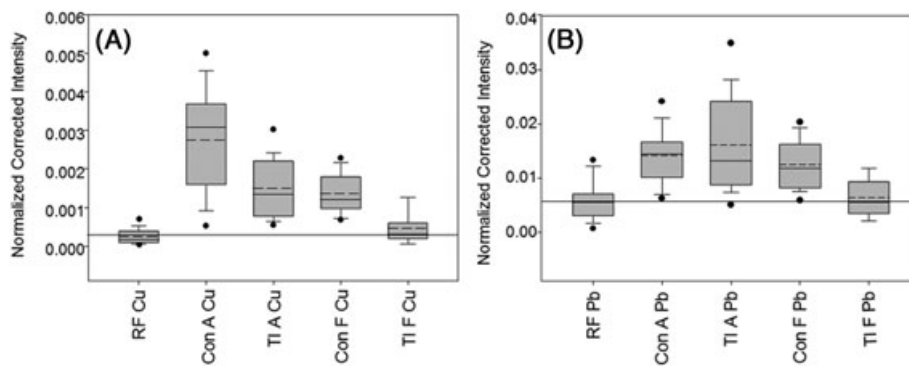 (A)
Normalized Corrected Intensity
0.006
0.005
0.004
0.003
0.002
0.001
0.000
RF Cu
Con A Cu
TI A Cu
Con F Cu
TI F Cu
(B)
Normalized Corrected Intensity
0.04
0.03
0.02
0.01
0.00
RF Pb
Con A Pb
TI A Pb
Con F Pb
TI F Pb